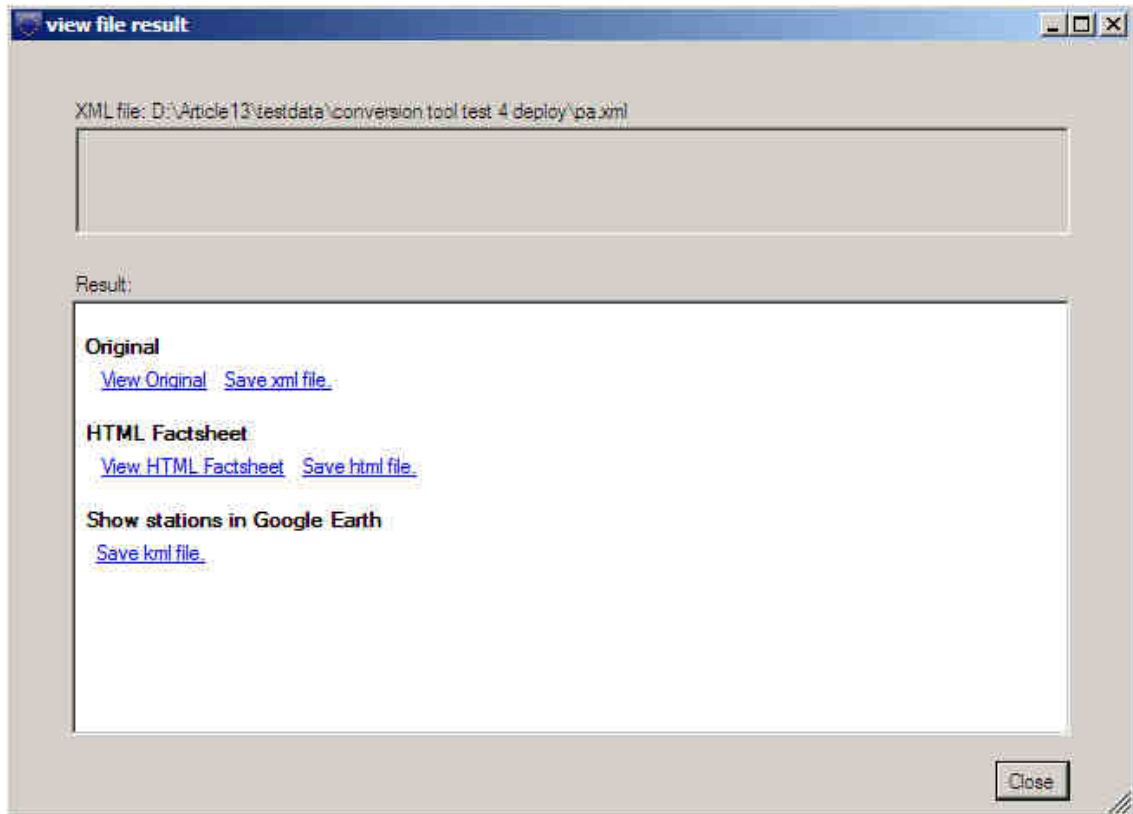 view file result
XML file: D:\Article13\testdata\conversion tool test 4 deploy\pa.xml
Result:
Original
View Original Save xml file.
HTML Factsheet
View HTML Factsheet Save html file.
Show stations in Google Earth
Save kml file.
Close